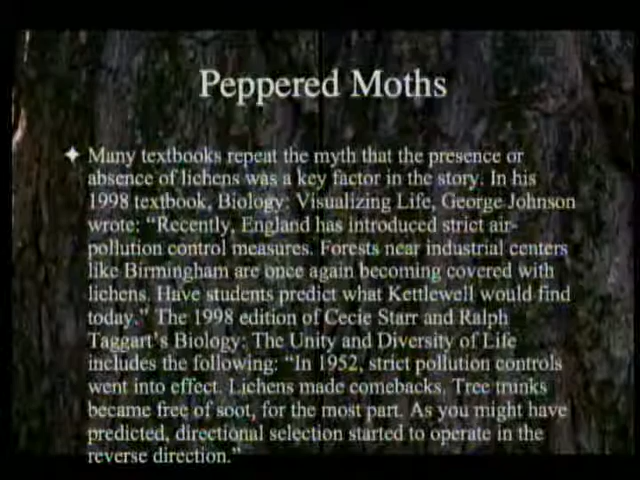 Peppered Moths
Many textbooks repeat the myth that the presence or
absence of lichens was a key factor in the story. In his
1998 textbook, Biology: Visualizing Life, George Johnson
wrote: “Recently, England has introduced strict air-
pollution control measures. Forests near industrial centers
like Birmingham are once again becoming covered with
lichens. Have students predict what Kettlewell would find
today.” The 1998 edition of Cecie Starr and Ralph
Taggart's Biology: The Unity and Diversity of Life
includes the following: “In 1952, strict pollution controls
went into effect. Lichens made comebacks. Tree trunks
became free of soot, for the most part. As you might have
predicted, directional selection started to operate in the
reverse direction.”